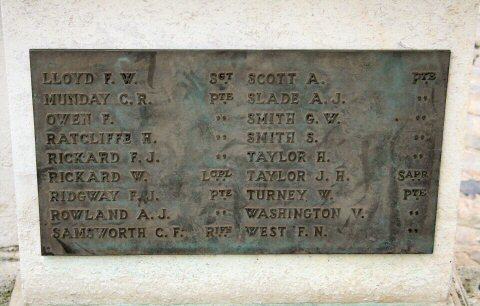 LLOYD F. W. SGT SCOTT A. PTE
MUNDAY C. R. PTE SLADE A. J. "
OWEN F. " SMITH G. W. "
RATCLIFFE H. " SMITH S. "
RICKARD F. J. " TAYLOR H. "
RICKARD W. LCPL TAYLOR J. H. SAPR
RIDGWAY F. J. PTE TURNEY. W. PTE
ROWLAND A. J. " WASHINGTON V. "
SAMSWORTH C. F. RIFN WEST F. N. "